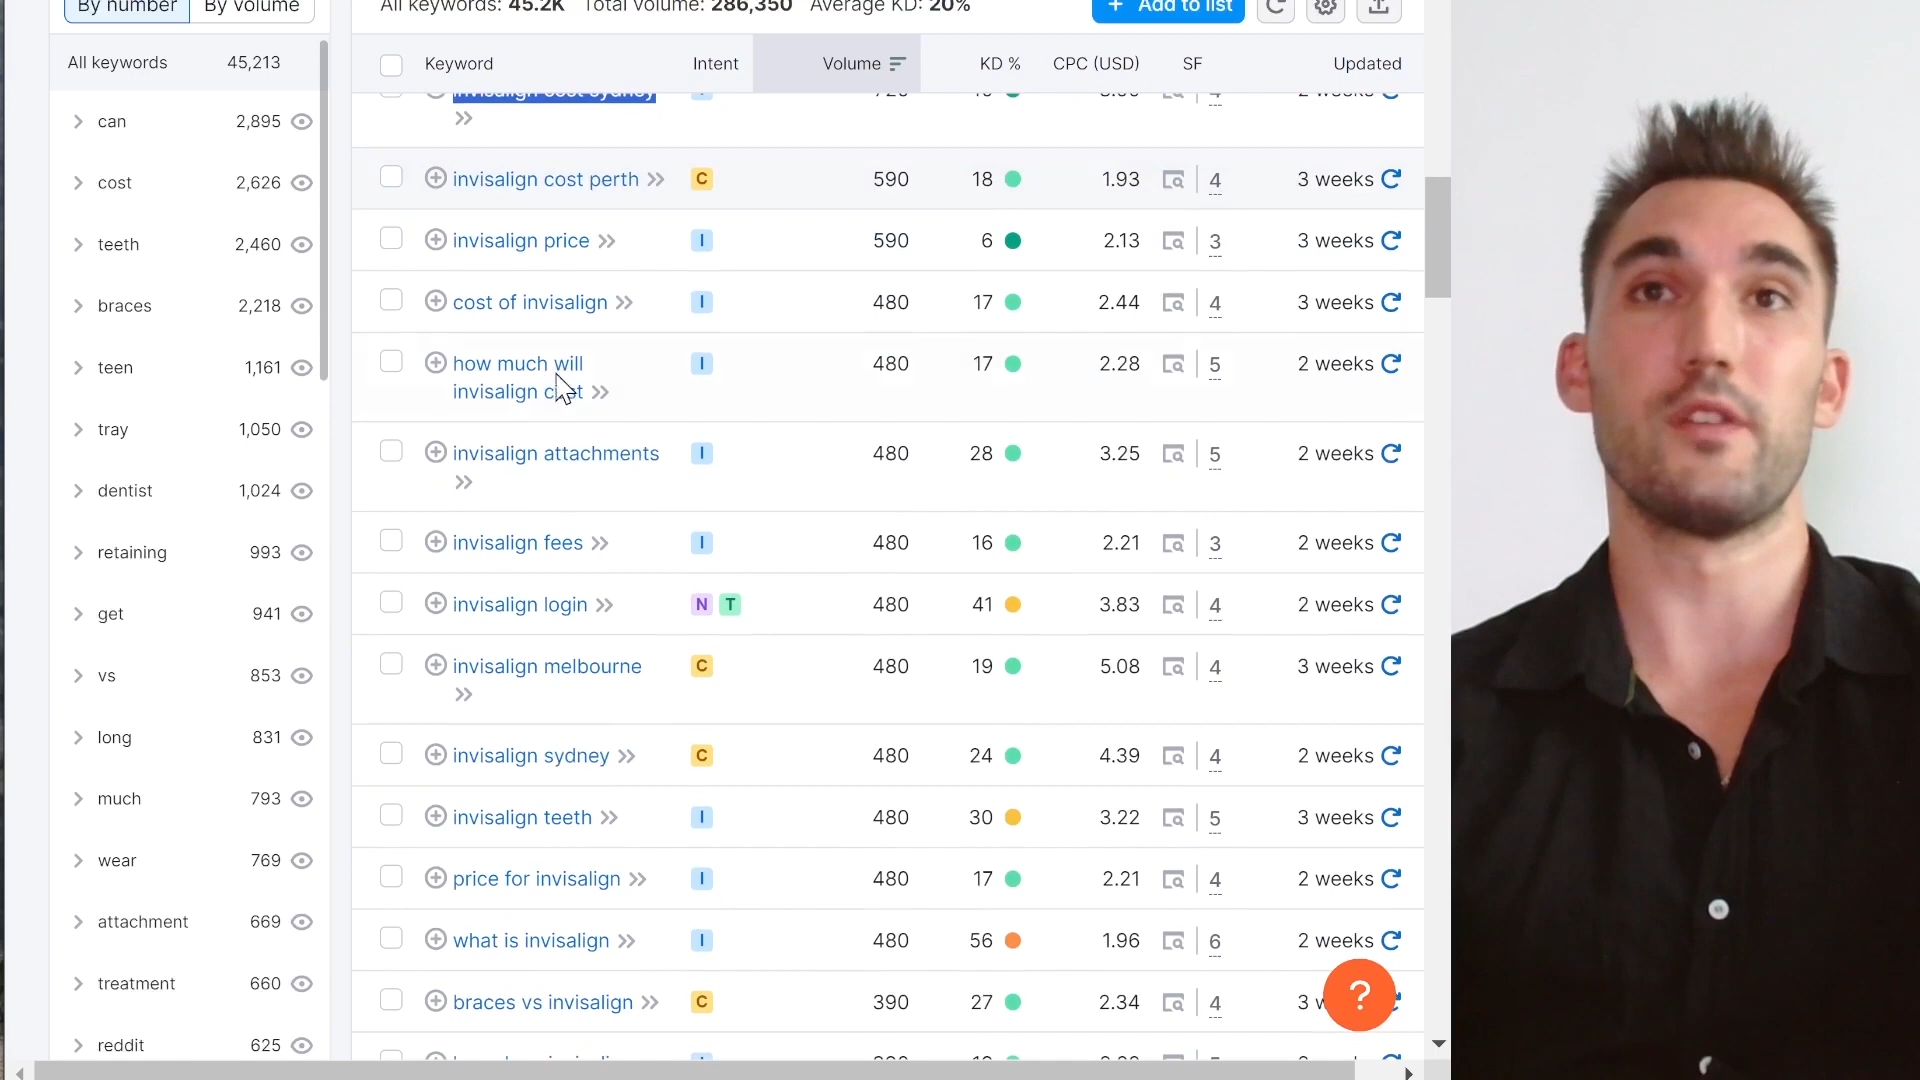 By number By volume
All keywords: 45.2K Total volume: 286,350 Average KD: 20%
+ Add to list
All keywords 45,213
can 2,895
cost 2,626
teeth 2,460
braces 2,218
teen 1,161
tray 1,050
dentist 1,024
retaining 993
get 941
vs 853
long 831
much 793
wear 769
attachment 669
treatment 660
reddit 625
Keyword Intent Volume KD % CPC (USD) SF Updated
invisalign cost sydney
invisalign cost perth C 590 18 1.93 4 3 weeks
invisalign price I 590 6 2.13 3 3 weeks
cost of invisalign I 480 17 2.44 4 3 weeks
how much will I 480 17 2.28 5 2 weeks
invisalign cost
invisalign attachments I 480 28 3.25 5 2 weeks
invisalign fees I 480 16 2.21 3 2 weeks
invisalign login N T 480 41 3.83 4 2 weeks
invisalign melbourne C 480 19 5.08 4 3 weeks
invisalign sydney C 480 24 4.39 4 2 weeks
invisalign teeth I 480 30 3.22 5 3 weeks
price for invisalign I 480 17 2.21 4 2 weeks
what is invisalign I 480 56 1.96 6 2 weeks
braces vs invisalign C 390 27 2.34 4 3
?